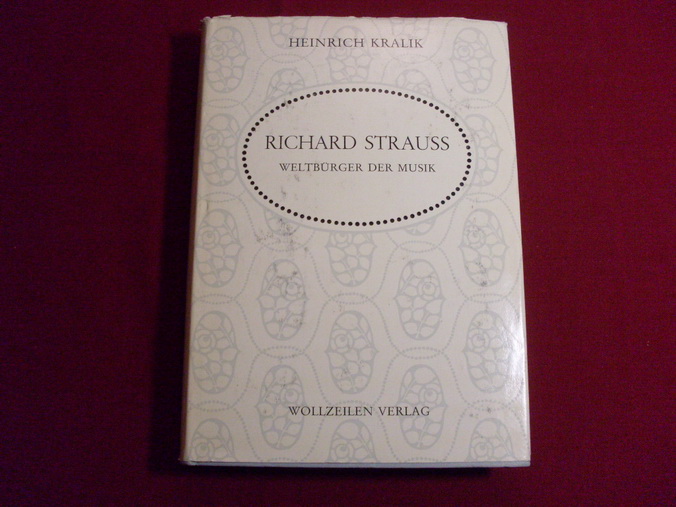 HEINRICH KRALIK
RICHARD STRAUSS
WELTBÜRGER DER MUSIK
WOLLZEILEN VERLAG